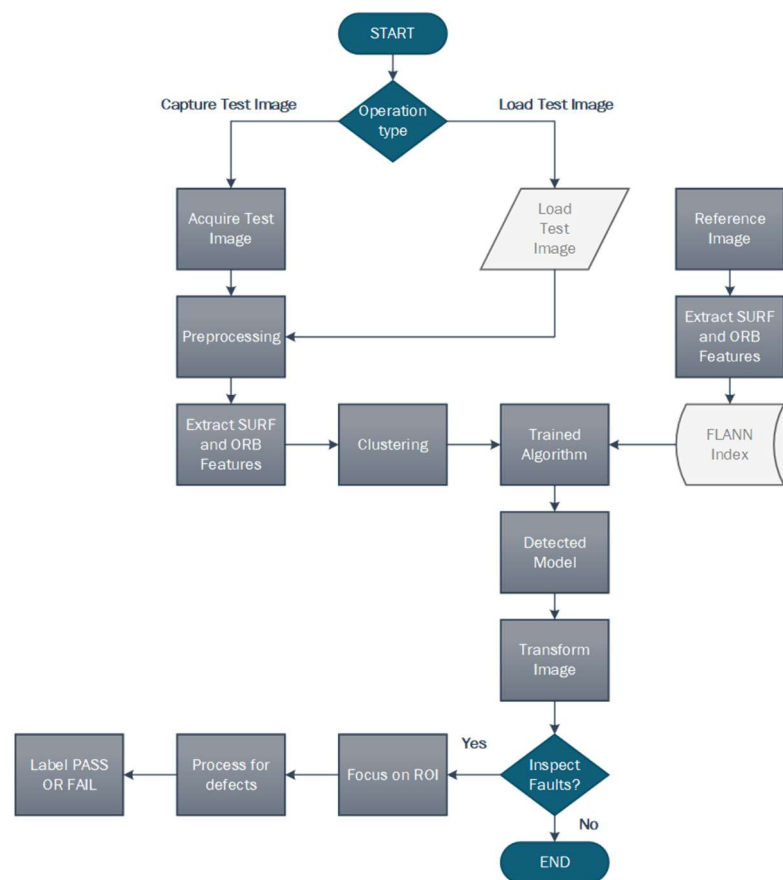 START
Capture Test Image
Operation
type
Load Test Image
Acquire Test
Image
Load
Test
Image
Reference
Image
Preprocessing
Extract SURF
and ORB
Features
Extract SURF
and ORB
Features
Clustering
Trained
Algorithm
FLANN
Index
Detected
Model
Transform
Image
Label PASS
OR FAIL
Process for
defects
Focus on ROI
Yes
Inspect
Faults?
No
END